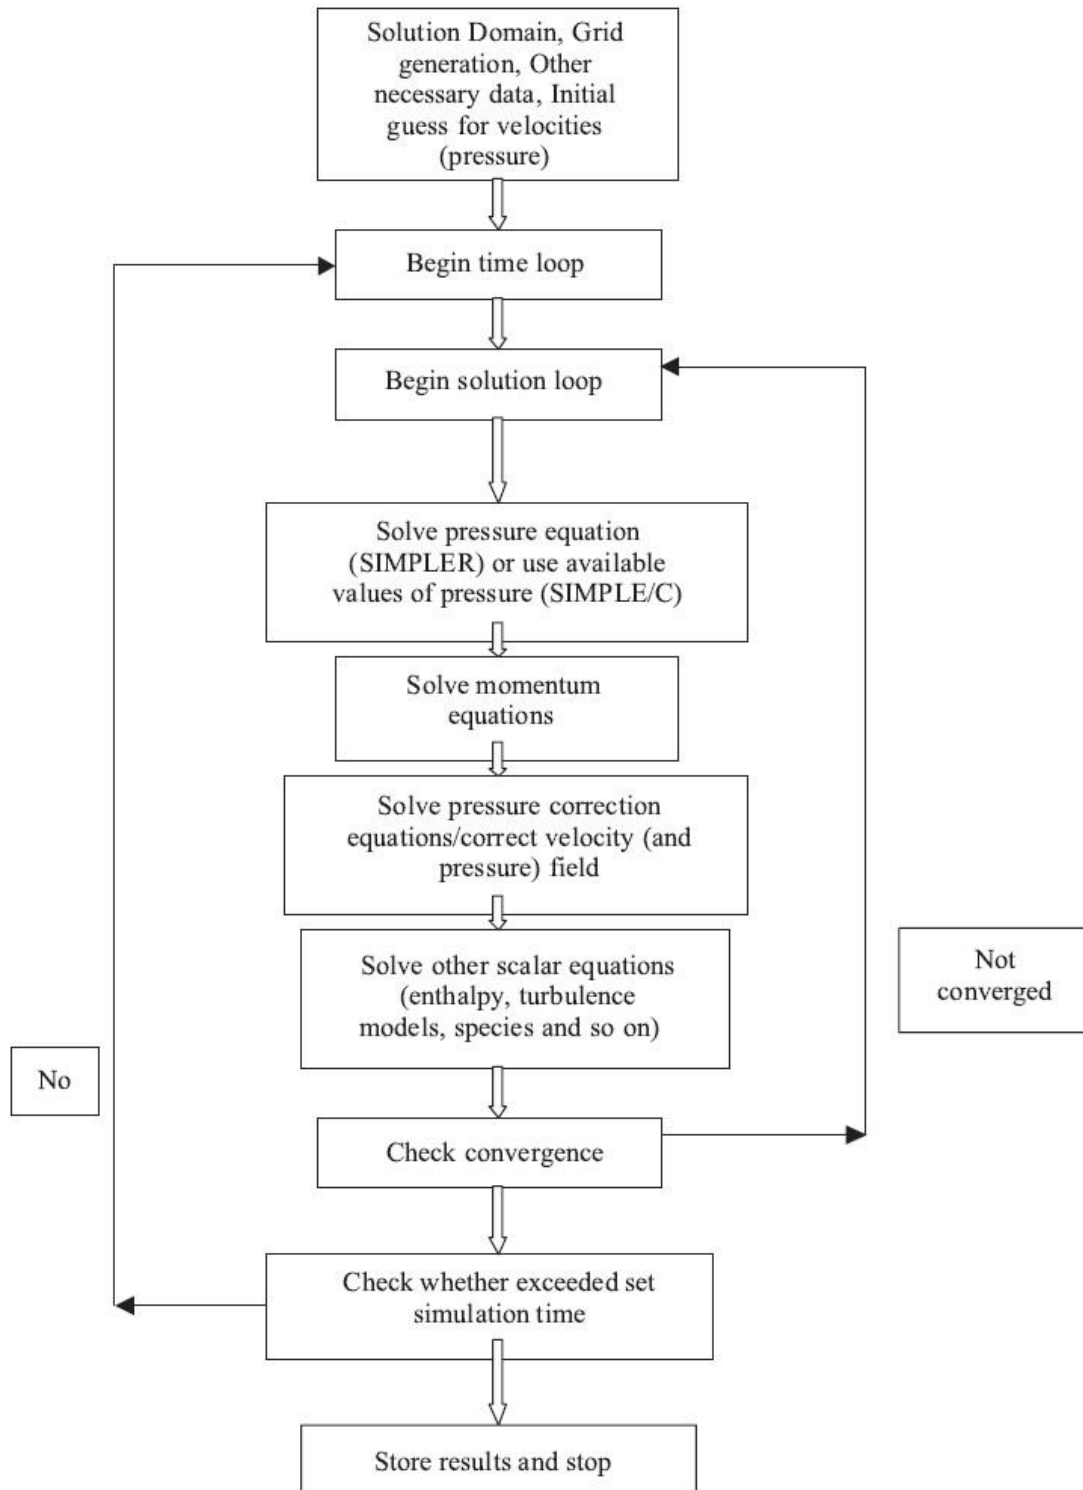 Solution Domain, Grid
generation, Other
necessary data, Initial
guess for velocities
(pressure)
Begin time loop
Begin solution loop
Solve pressure equation
(SIMPLER) or use available
values of pressure (SIMPLE/C)
Solve momentum
equations
Solve pressure correction
equations/correct velocity (and
pressure) field
Solve other scalar equations
(enthalpy, turbulence
models, species and so on)
Not
converged
No
Check convergence
Check whether exceeded set
simulation time
Store results and stop